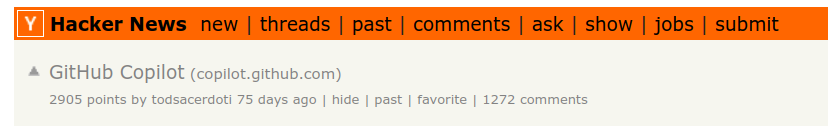 Y Hacker News new | threads | past | comments | ask | show | jobs | submit
GitHub Copilot (copilot.github.com)
2905 points by todsacerdoti 75 days ago | hide | past | favorite | 1272 comments